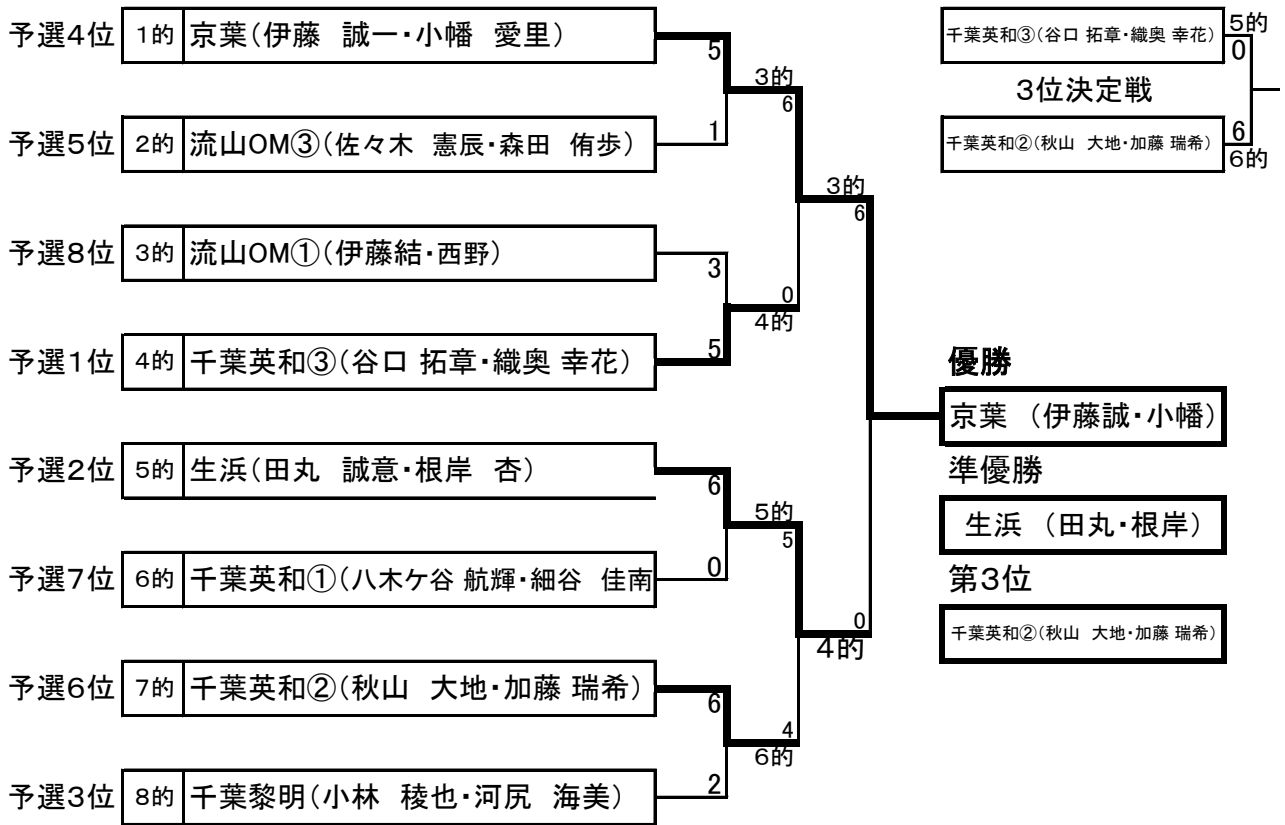 予選4位 1的 京葉(伊藤　誠一・小幡　愛里)
5
予選5位 2的 流山OM③(佐々木　憲辰・森田　侑歩)
1
3的
6
予選8位 3的 流山OM①(伊藤結・西野)
3
予選1位 4的 千葉英和③(谷口 拓章・織奥 幸花)
5
0
4的
3的
6
予選2位 5的 生浜(田丸　誠意・根岸　杏)
6
予選7位 6的 千葉英和①(八木ケ谷 航輝・細谷　佳南
0
5的
5
予選6位 7的 千葉英和②(秋山　大地・加藤 瑞希)
6
予選3位 8的 千葉黎明(小林　稜也・河尻　海美)
2
4
6的
0
4的
千葉英和③(谷口 拓章・織奥 幸花)
5的
0
3位決定戦
千葉英和②(秋山　大地・加藤 瑞希)
6
6的
優勝
京葉　(伊藤誠・小幡)
準優勝
生浜　(田丸・根岸)
第3位
千葉英和②(秋山　大地・加藤 瑞希)